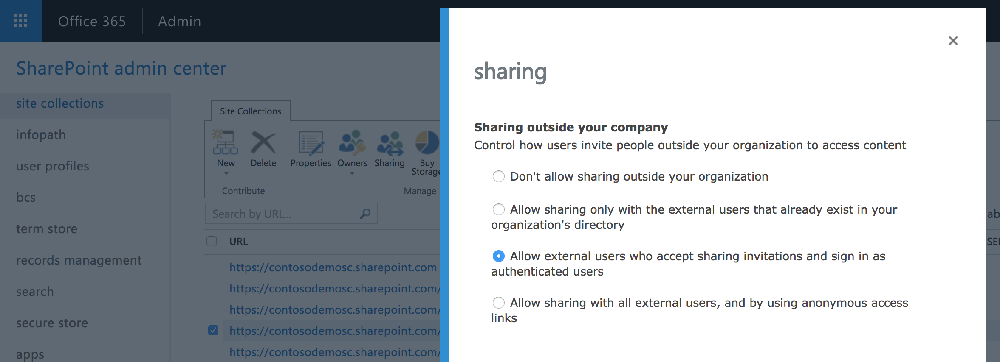 Office 365
Admin
SharePoint admin center
site collections
infopath
user profiles
bcs
term store
records management
search
secure store
apps
Site Collections
New
Delete
Properties
Owners
Sharing
Buy
Storage
Contribute
Manage
Search by URL...
URL
https://contosodemosc.sharepoint.com
https://contosodemosc.sharepoint.com/
https://contosodemosc.sharepoint.com/
https://contosodemosc.sharepoint.com/
https://contosodemosc.sharepoint.com/
sharing
Sharing outside your company
Control how users invite people outside your organization to access content
Don't allow sharing outside your organization
Allow sharing only with the external users that already exist in your
organization's directory
Allow external users who accept sharing invitations and sign in as
authenticated users
Allow sharing with all external users, and by using anonymous access
links